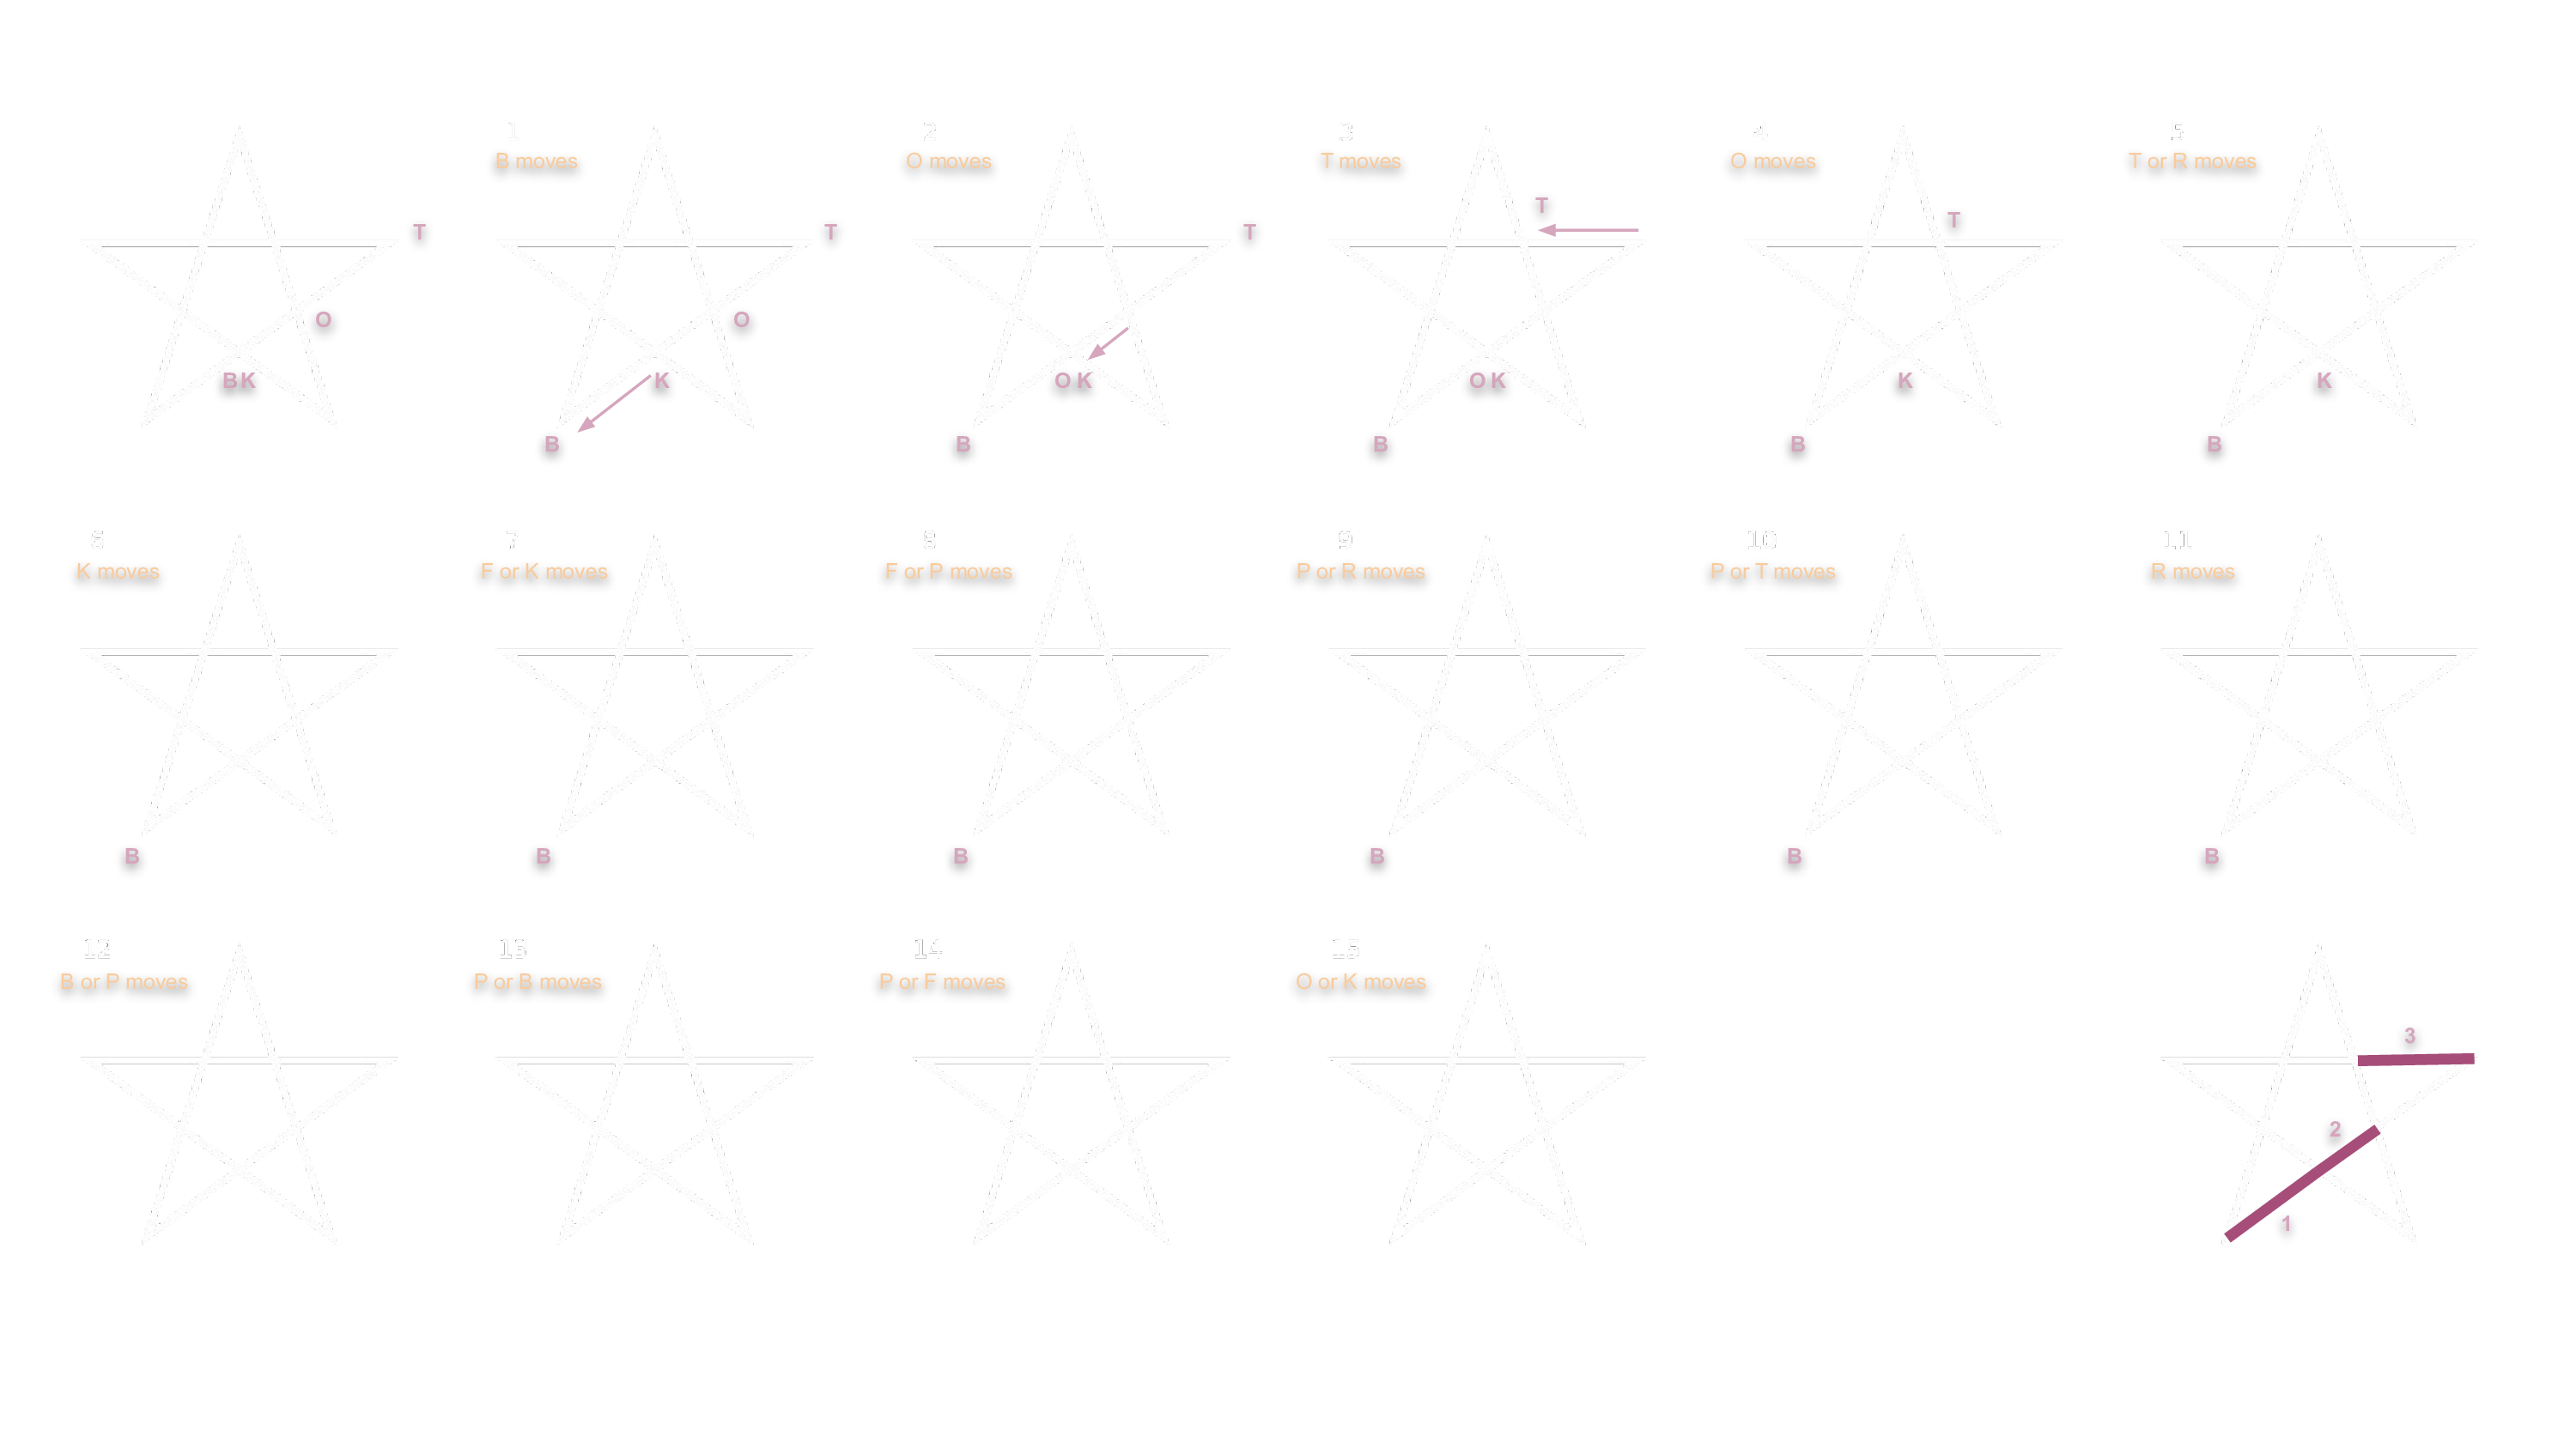 T
O
B K
1
B moves
T
O
K
B
2
O moves
T
O K
B
3
T moves
T
O K
B
4
O moves
T
K
B
5
T or R moves
K
B
6
K moves
B
7
F or K moves
B
8
F or P moves
B
9
P or R moves
B
10
P or T moves
B
11
R moves
B
12
B or P moves
13
P or B moves
14
P or F moves
15
O or K moves
3
2
1